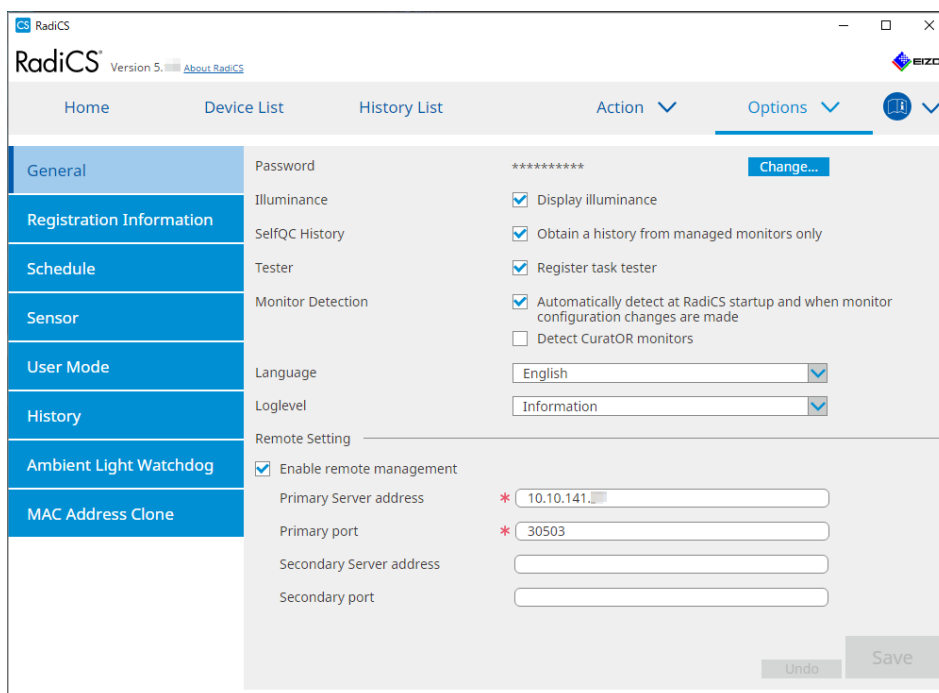 CS RadiCS
RadiCS® Version 5. About RadiCS
EIZO
Home Device List History List Action Options
General
Registration Information
Schedule
Sensor
User Mode
History
Ambient Light Watchdog
MAC Address Clone
Password ********** Change...
Illuminance Display illuminance
SelfQC History Obtain a history from managed monitors only
Tester Register task tester
Monitor Detection Automatically detect at RadiCS startup and when monitor
configuration changes are made
Detect CuratOR monitors
Language English
Loglevel Information
Remote Setting
Enable remote management
Primary Server address * 10.10.141.
Primary port * 30503
Secondary Server address
Secondary port
Undo Save